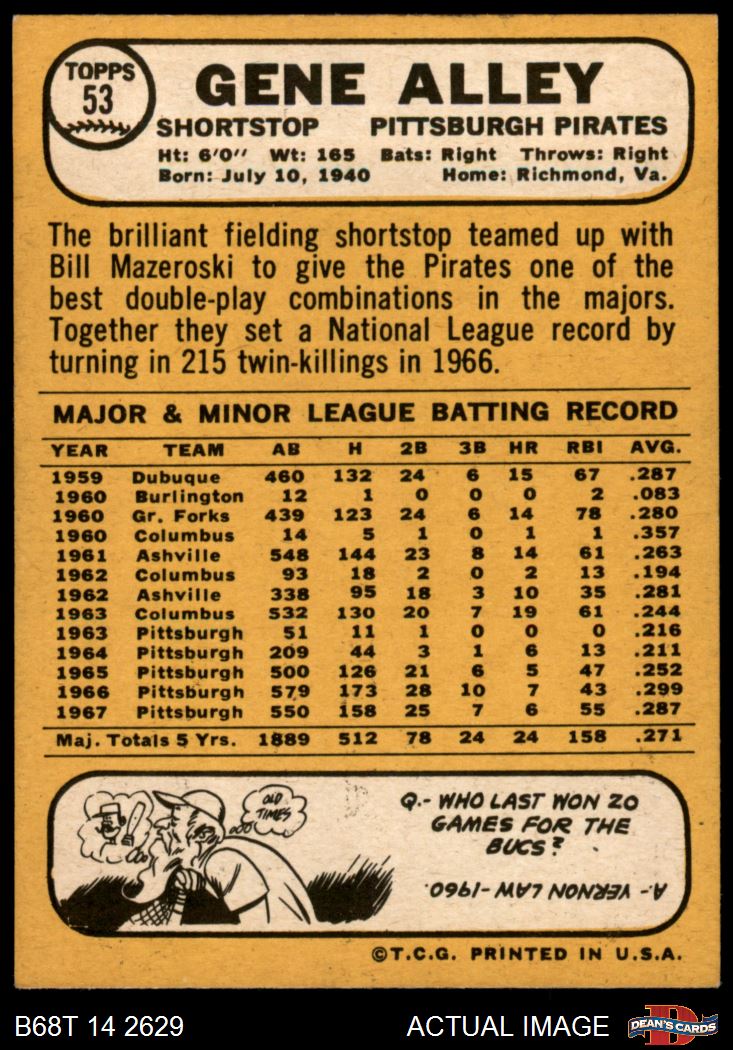 TOPPS
53
GENE ALLEY
SHORTSTOP PITTSBURGH PIRATES
Ht: 6'0" Wt: 165 Bats: Right Throws: Right
Born: July 10, 1940 Home: Richmond, Va.
The brilliant fielding shortstop teamed up with
Bill Mazeroski to give the Pirates one of the
best double-play combinations in the majors.
Together they set a National League record by
turning in 215 twin-killings in 1966.
MAJOR & MINOR LEAGUE BATTING RECORD
YEAR TEAM AB H 2B 3B HR RBI AVG.
1959 Dubuque 460 132 24 6 15 67 .287
1960 Burlington 12 1 0 0 0 2 .083
1960 Gr. Forks 439 123 24 6 14 78 .280
1960 Columbus 14 5 1 0 1 1 .357
1961 Ashville 548 144 23 8 14 61 .263
1962 Columbus 93 18 2 0 2 13 .194
1962 Ashville 338 95 18 3 10 35 .281
1963 Columbus 532 130 20 7 19 61 .244
1963 Pittsburgh 51 11 1 0 0 0 .216
1964 Pittsburgh 209 44 3 1 6 13 .211
1965 Pittsburgh 500 126 21 6 5 47 .252
1966 Pittsburgh 579 173 28 10 7 43 .299
1967 Pittsburgh 550 158 25 7 6 55 .287
Maj. Totals 5 Yrs. 1889 512 78 24 24 158 .271
OLD
TIMES
Q.- WHO LAST WON 20
GAMES FOR THE
BUCS?
A.- VERNON LAW - 1960.
©T.C.G. PRINTED IN U.S.A.
B68T 14 2629 ACTUAL IMAGE
D
DEAN'S CARDS